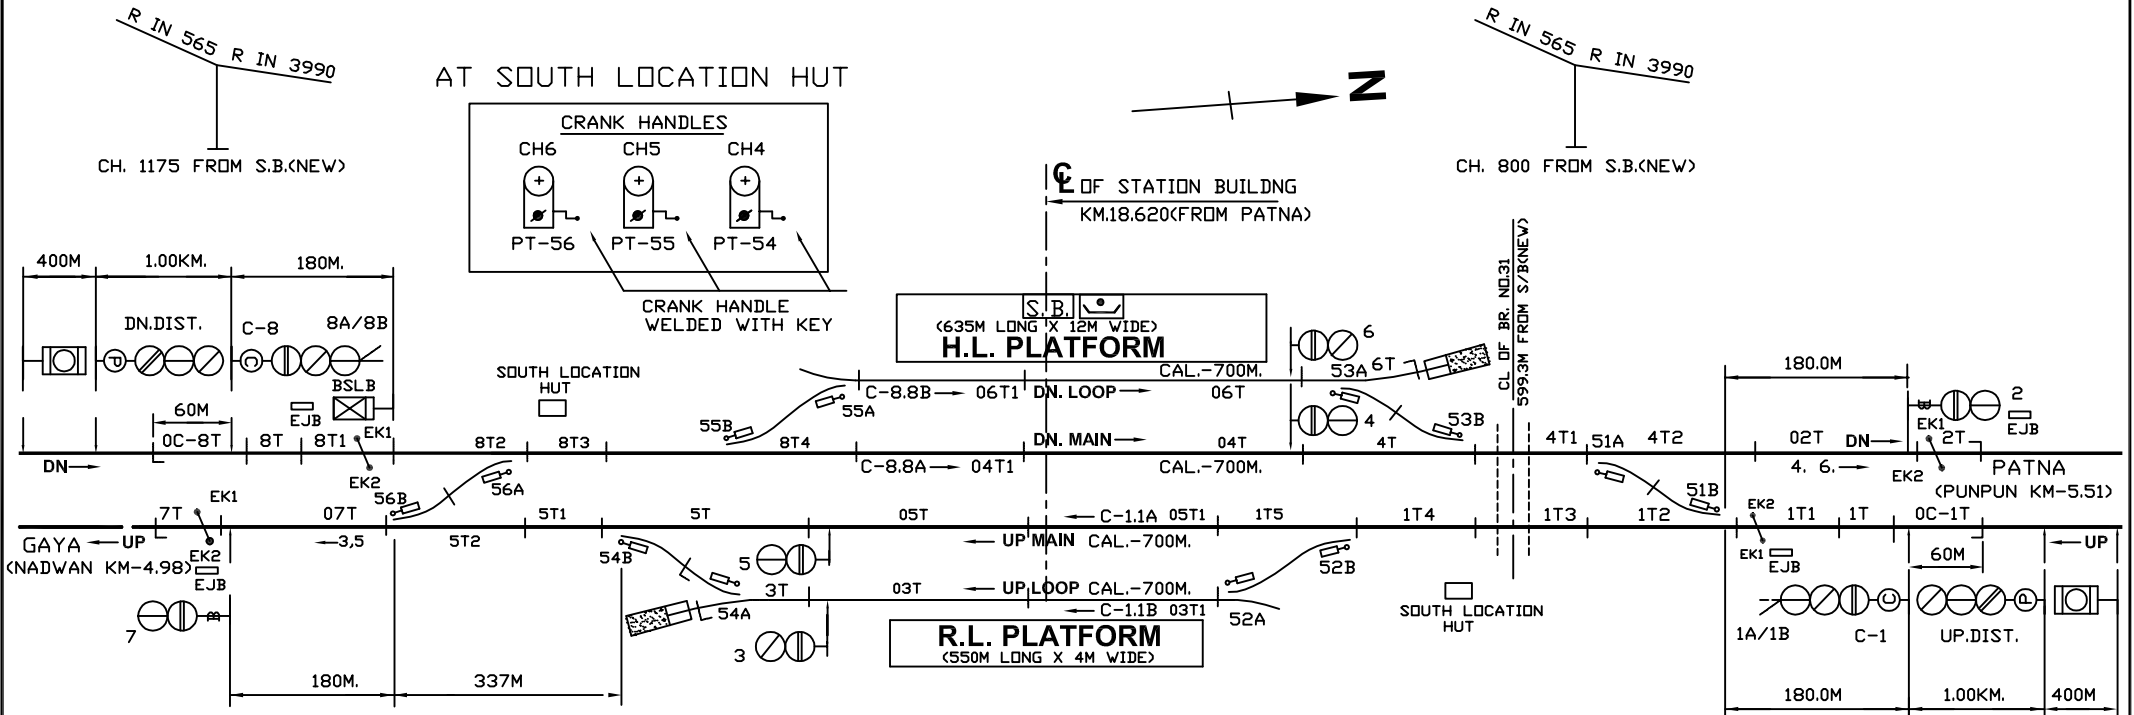 R IN 565 R IN 3990
CH. 1175 FROM S.B.(NEW)
AT SOUTH LOCATION HUT
CRANK HANDLES
CH6 CH5 CH4
PT-56 PT-55 PT-54
CRANK HANDLE
WELDED WITH KEY
N
℄ OF STATION BUILDNG
KM.18.620(FROM PATNA)
R IN 565 R IN 3990
CH. 800 FROM S.B.(NEW)
CL OF BR. NO.31
599.3M FROM S/B(NEW)
400M 1.00KM. 180M.
DN.DIST. C-8 8A/8B
P C
BSLB
EJB
60M
SOUTH LOCATION
HUT
S.B.
(635M LONG X 12M WIDE)
H.L. PLATFORM
6
53A 6T
CAL.-700M.
C-8.8B 06T1 DN. LOOP 06T
55A
55B
4
53B
180.0M
B 2
EJB
0C-8T 8T 8T1 EK1 8T2 8T3 8T4 DN. MAIN 04T 4T 4T1 51A 4T2 02T DN EK1 2T
DN EK2 56A C-8.8A 04T1 CAL.-700M. 4. 6. EK2 PATNA
(PUNPUN KM-5.51)
56B
51B
EK1 EK2
7T 07T 5T1 5T 05T C-1.1A 05T1 1T5 1T4 1T3 1T2 1T1 1T 0C-1T
GAYA UP 3,5 5T2 UP MAIN CAL.-700M. UP
(NADWAN KM-4.98) EK2
EJB
54B
5
52B
EK1
EJB
60M
3T 03T UP LOOP CAL.-700M.
C-1.1B 03T1
54A
52A
SOUTH LOCATION
HUT
7 B
3
R.L. PLATFORM
(550M LONG X 4M WIDE)
C P
1A/1B C-1 UP.DIST.
180M. 337M
180.0M 1.00KM. 400M